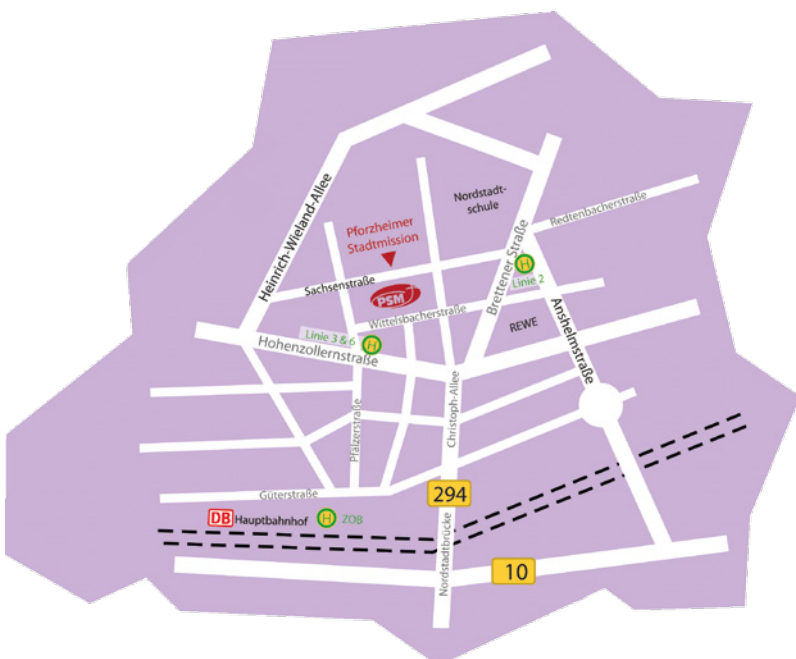 Heinrich-Wieland-Allee
Nordstadt-
schule
Redtenbacherstraße
Pforzheimer
Stadtmission
Brettener Straße
H
Linie 2
Sachsenstraße
PSM
Wittelsbacherstraße
REWE
Anshelmstraße
Linie 3 & 6
H
Hohenzollernstraße
Christoph-Allee
Pfälzerstraße
Güterstraße
294
DB Hauptbahnhof H ZOB
Nordstadtbrücke
10